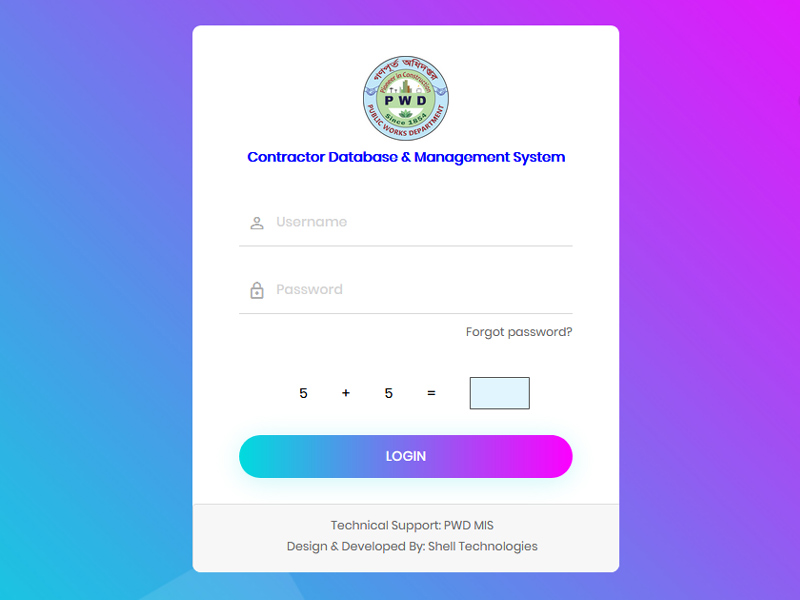 গণপূর্ত অধিদপ্তর
Pioneer in Construction
PWD
Since 1854
PUBLIC WORKS DEPARTMENT
Contractor Database & Management System
Username
Password
Forgot password?
5 + 5 =
LOGIN
Technical Support: PWD MIS
Design & Developed By: Shell Technologies